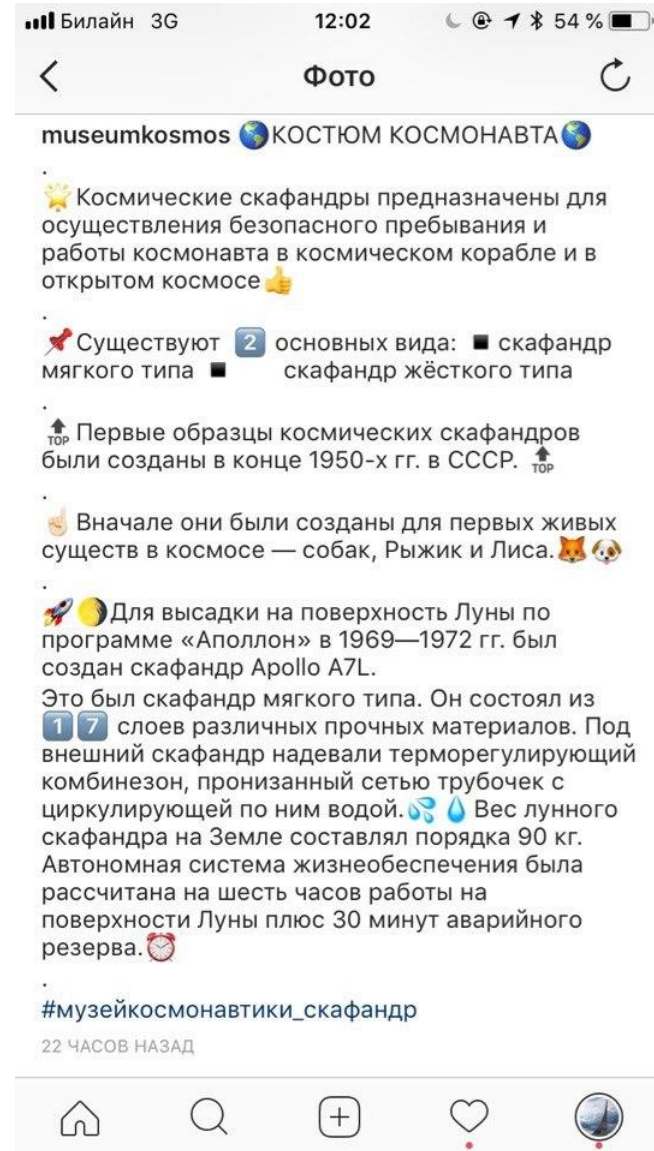 Билайн 3G 12:02 54 %
Фото
museumkosmos 🌎КОСТЮМ КОСМОНАВТА🌎
.
🌟Космические скафандры предназначены для
осуществления безопасного пребывания и
работы космонавта в космическом корабле и в
открытом космосе👍
.
📌Существуют 2️⃣ основных вида: ◾ скафандр
мягкого типа ◾ скафандр жёсткого типа
.
🔝 Первые образцы космических скафандров
были созданы в конце 1950-х гг. в СССР. 🔝
.
☝🏻 Вначале они были созданы для первых живых
существ в космосе — собак, Рыжик и Лиса.🦊🐶
.
🚀🌖Для высадки на поверхность Луны по
программе «Аполлон» в 1969—1972 гг. был
создан скафандр Apollo A7L.
Это был скафандр мягкого типа. Он состоял из
1️⃣7️⃣ слоев различных прочных материалов. Под
внешний скафандр надевали терморегулирующий
комбинезон, пронизанный сетью трубочек с
циркулирующей по ним водой.💦💧Вес лунного
скафандра на Земле составлял порядка 90 кг.
Автономная система жизнеобеспечения была
рассчитана на шесть часов работы на
поверхности Луны плюс 30 минут аварийного
резерва.⏰
.
#музейкосмонавтики_скафандр
22 ЧАСОВ НАЗАД